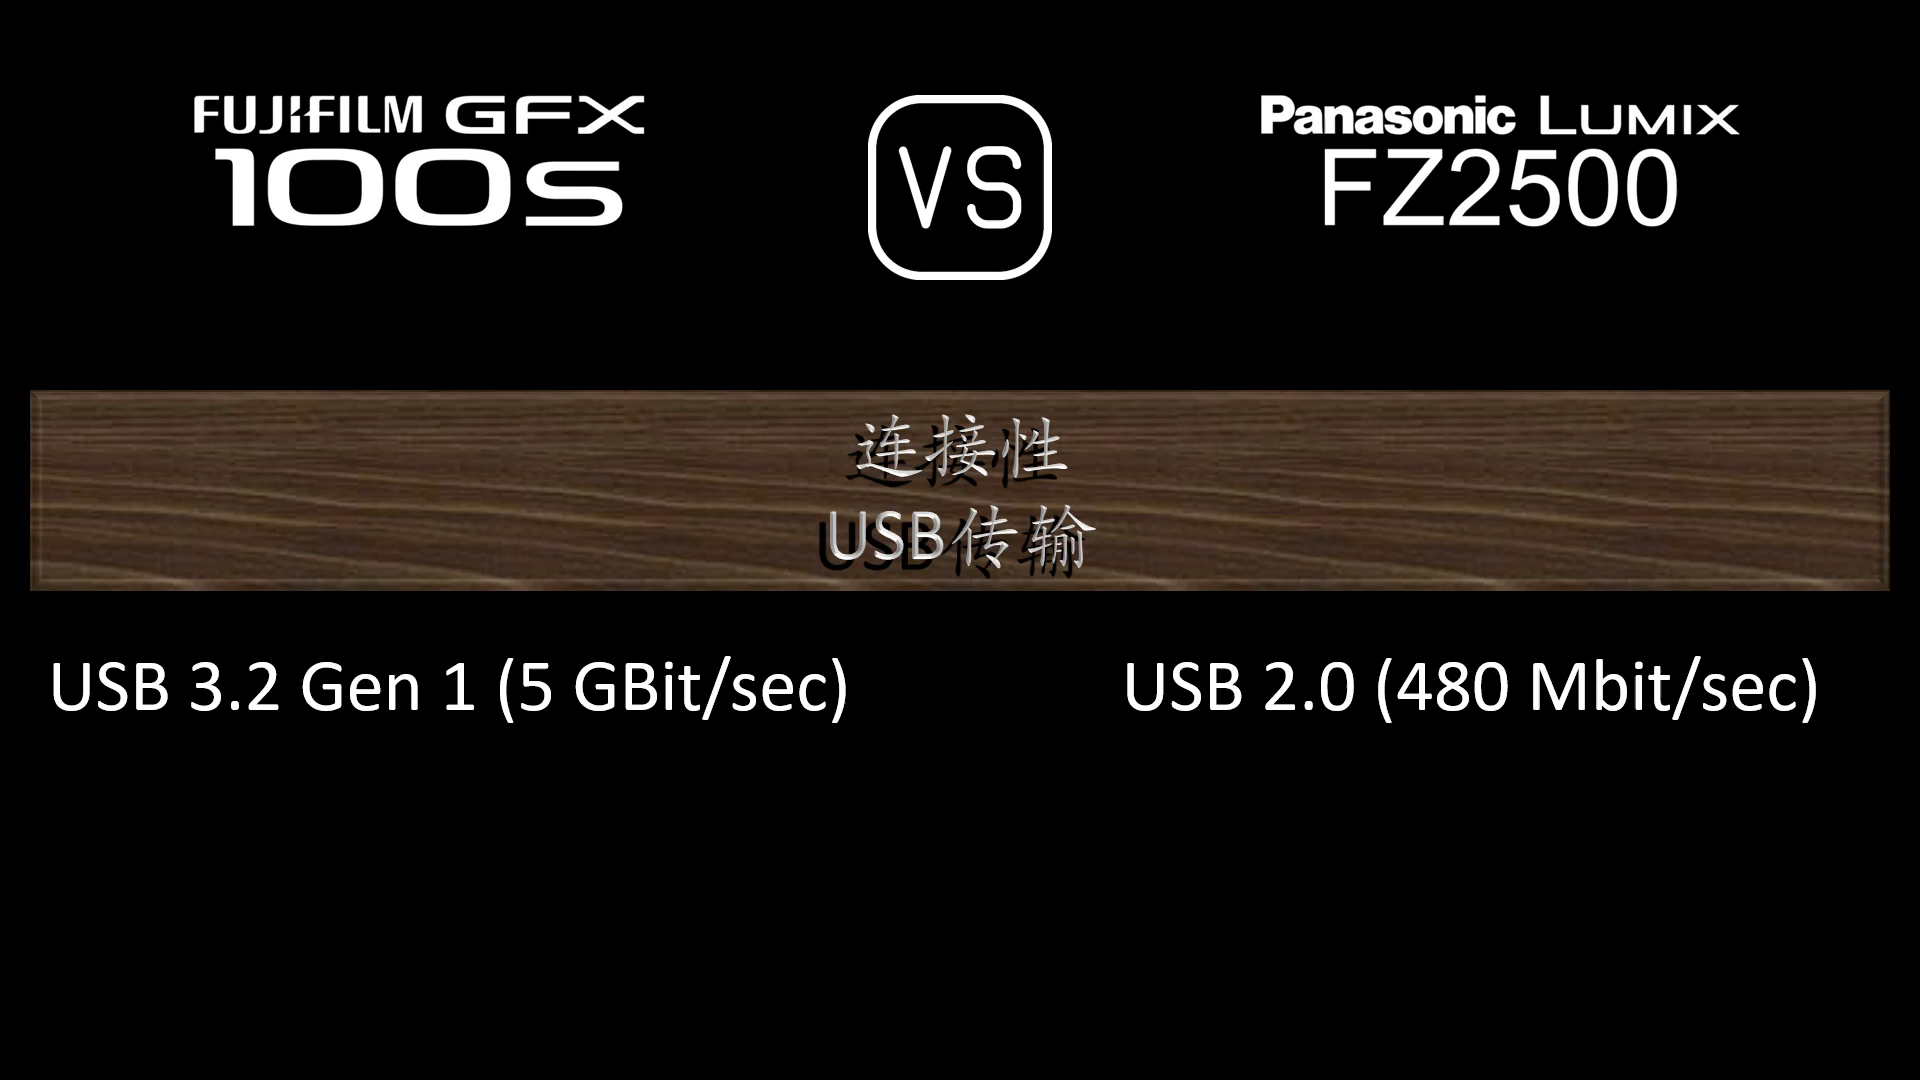 FUJIFILM GFX
100s
VS
Panasonic LUMIX
FZ2500
连接性
USB传输
USB 3.2 Gen 1 (5 GBit/sec)
USB 2.0 (480 Mbit/sec)